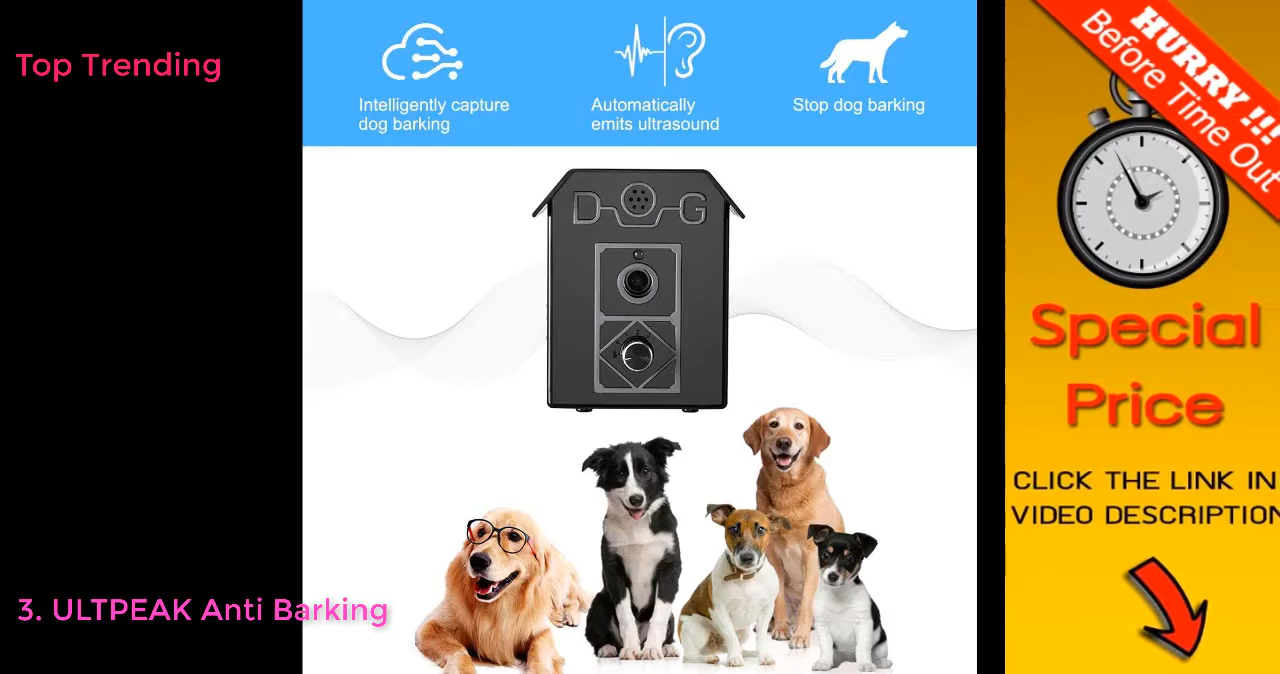 Top Trending
Intelligently capture
dog barking
Automatically
emits ultrasound
Stop dog barking
D G
3. ULTPEAK Anti Barking
HURRY !!!
Before Time Out
Special
Price
CLICK THE LINK IN
VIDEO DESCRIPTION